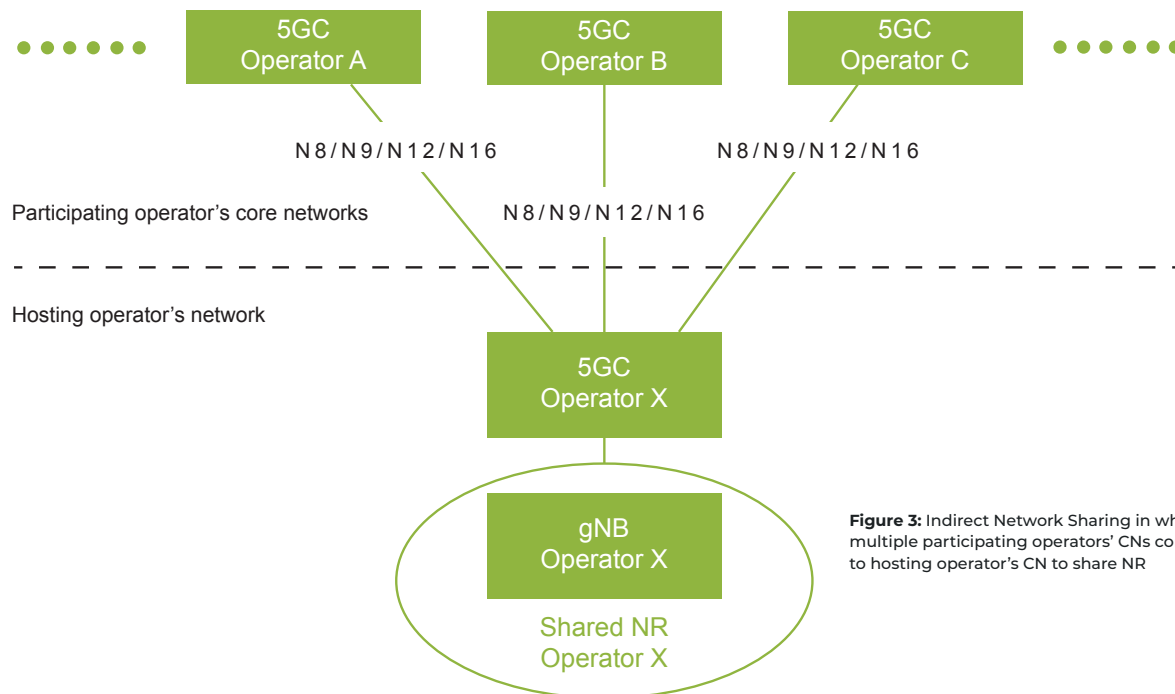 5GC
Operator A
5GC
Operator B
5GC
Operator C
N8/N9/N12/N16
N8/N9/N12/N16
Participating operator's core networks
N8/N9/N12/N16
Hosting operator's network
5GC
Operator X
gNB
Operator X
Shared NR
Operator X
Figure 3: Indirect Network Sharing in wh
multiple participating operators' CNs co
to hosting operator's CN to share NR